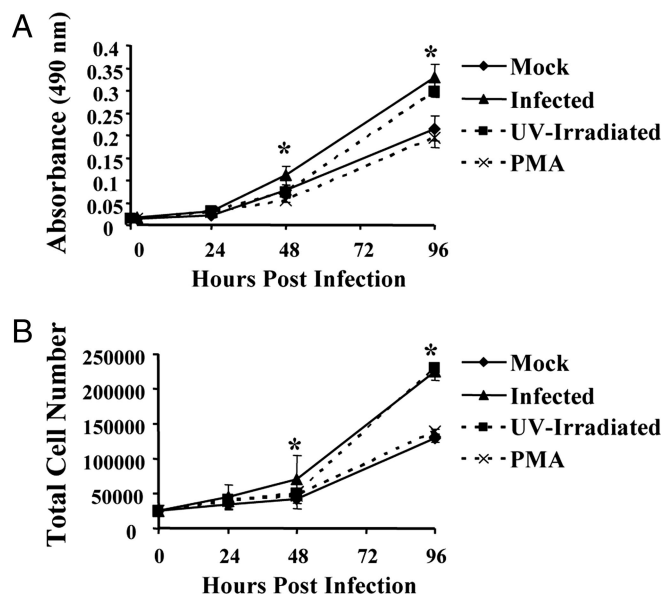 A
Absorbance (490 nm)
0.4
0.35
0.3
0.25
0.2
0.15
0.1
0.05
0
*
*
0 24 48 72 96
Hours Post Infection
Mock
Infected
UV-Irradiated
PMA
B
Total Cell Number
250000
200000
150000
100000
50000
0
*
*
0 24 48 72 96
Hours Post Infection
Mock
Infected
UV-Irradiated
PMA